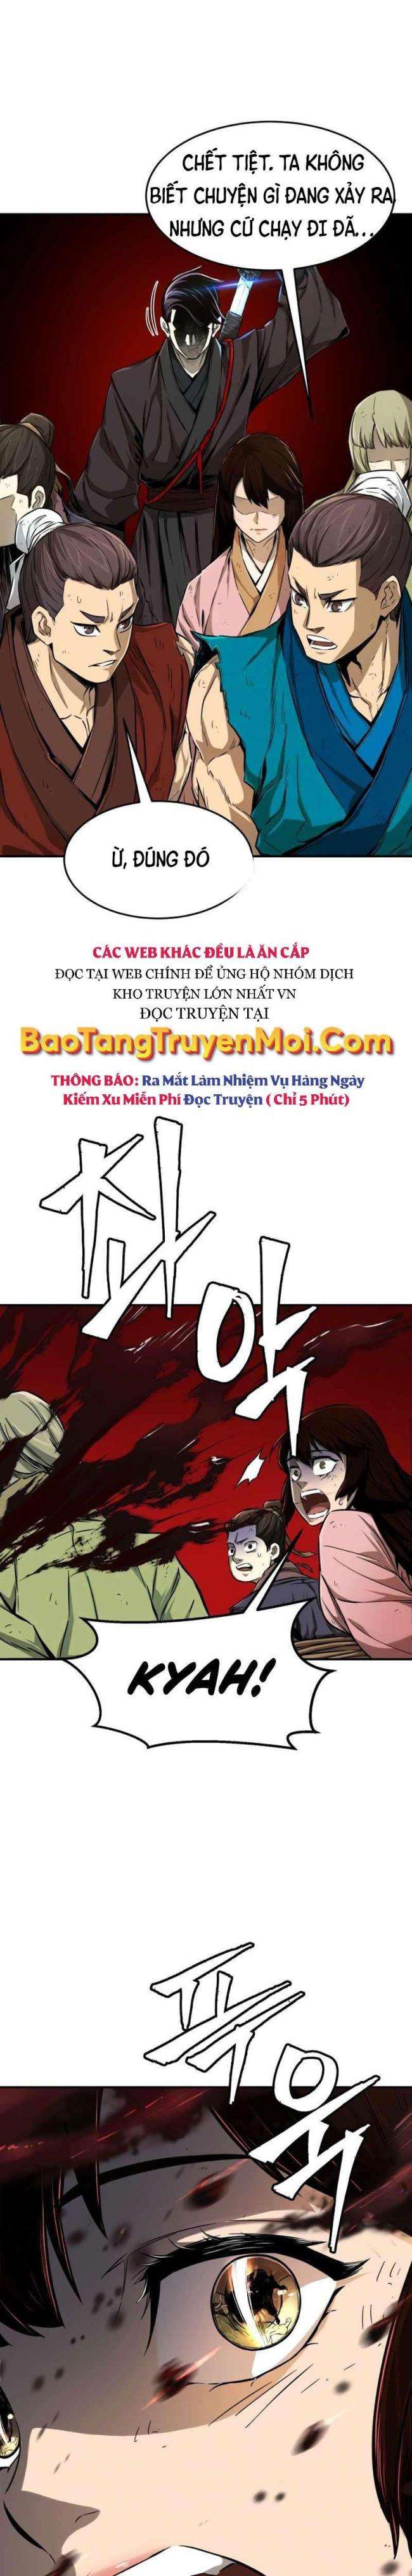 CHẾT TIỆT. TA KHÔNG
BIẾT CHUYỆN GÌ ĐANG XẢY RA,
NHƯNG CỨ CHẠY ĐI ĐÃ...
Ừ, ĐÚNG ĐÓ
CÁC WEB KHÁC ĐỀU LÀ ĂN CẮP
ĐỌC TẠI WEB CHÍNH ĐỂ ỦNG HỘ NHÓM DỊCH
KHO TRUYỆN LỚN NHẤT VN
ĐỌC TRUYỆN TẠI
BaoTangTruyenMoi.Com
THÔNG BÁO: Ra Mắt Làm Nhiệm Vụ Hàng Ngày
Kiếm Xu Miễn Phí Đọc Truyện ( Chỉ 5 Phút)
촤악
KYAH!
푸욱